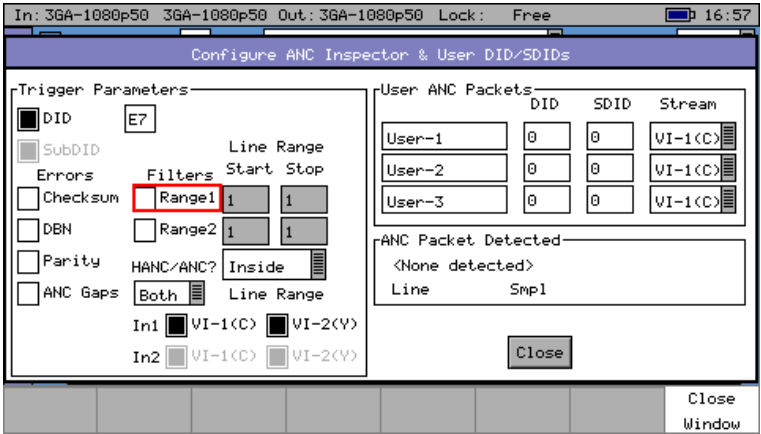 In: 3GA-1080p50 3GA-1080p50 Out: 3GA-1080p50 Lock: Free 16:57
Configure ANC Inspector & User DID/SDIDs
Trigger Parameters
DID E7
SubDID
Line Range
Errors Filters Start Stop
Checksum Range1 1 1
DBN Range2 1 1
Parity HANC/ANC? Inside
ANC Gaps Both Line Range
In1 VI-1(C) VI-2(Y)
In2 VI-1(C) VI-2(Y)
User ANC Packets
DID SDID Stream
User-1 0 0 VI-1(C)
User-2 0 0 VI-1(C)
User-3 0 0 VI-1(C)
ANC Packet Detected
<None detected>
Line Smpl
Close
Close
Window